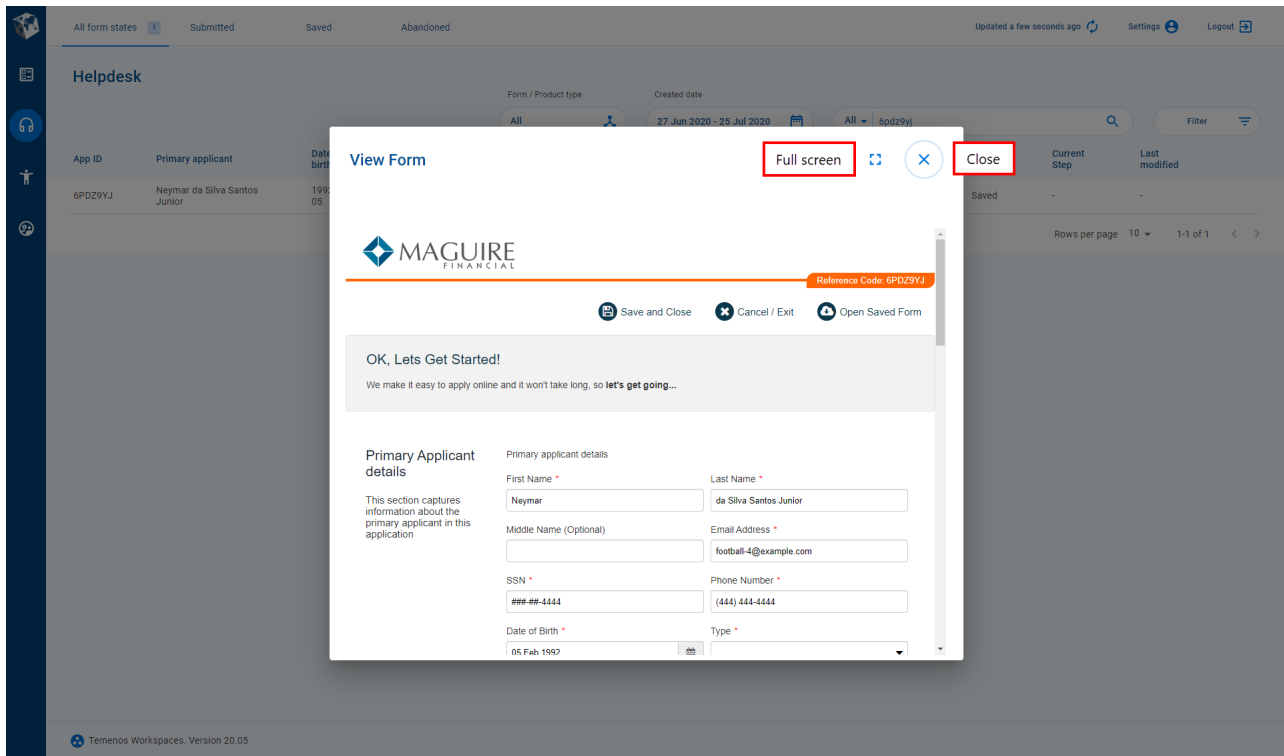 All form states 1 Submitted Saved Abandoned Updated a few seconds ago Settings Logout
Helpdesk
Form / Product type Created date
All 27 Jun 2020 - 25 Jul 2020 All 6pdz9yj Filter
App ID Primary applicant Date birth Current Step Last modified
6PDZ9YJ Neymar da Silva Santos Junior 1992 05 Saved - -
Rows per page 10 1-1 of 1
View Form Full screen Close
MAGUIRE
FINANCIAL
Reference Code: 6PDZ9YJ
Save and Close Cancel / Exit Open Saved Form
OK, Lets Get Started!
We make it easy to apply online and it won't take long, so let's get going...
Primary Applicant details
This section captures
information about the
primary applicant in this
application
Primary applicant details
First Name * Last Name *
Neymar da Silva Santos Junior
Middle Name (Optional) Email Address *
football-4@example.com
SSN * Phone Number *
###-##-4444 (444) 444-4444
Date of Birth * Type *
05 Feb 1992
Temenos Workspaces. Version 20.05